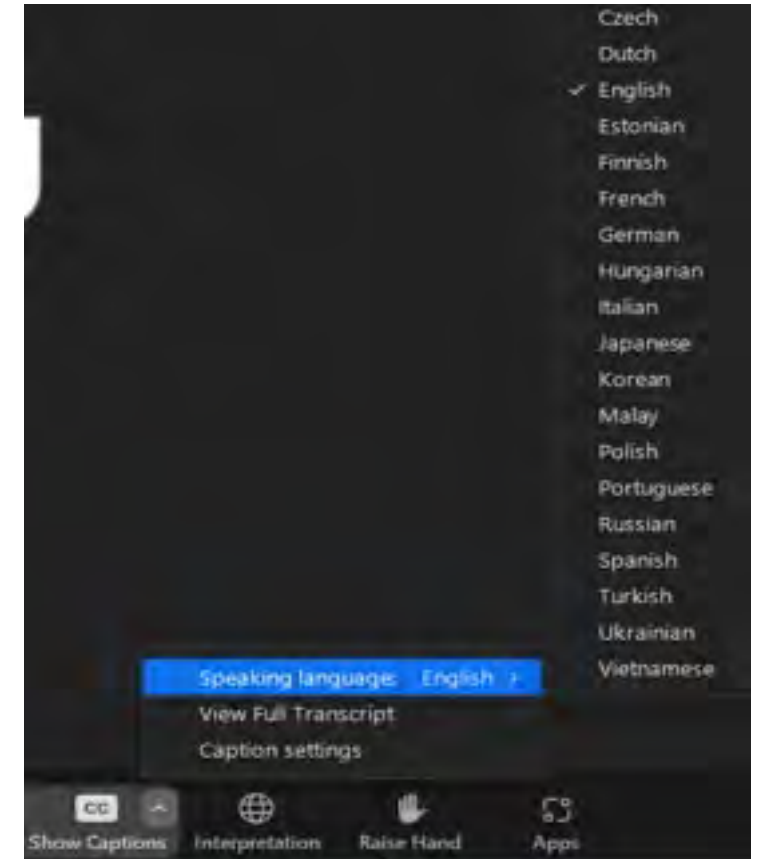 Czech
Dutch
✓ English
Estonian
Finnish
French
German
Hungarian
Italian
Japanese
Korean
Malay
Polish
Portuguese
Russian
Spanish
Turkish
Ukrainian
Vietnamese
Speaking language: English ›
View Full Transcript
Caption settings
CC
Show Captions Interpretation Raise Hand Apps